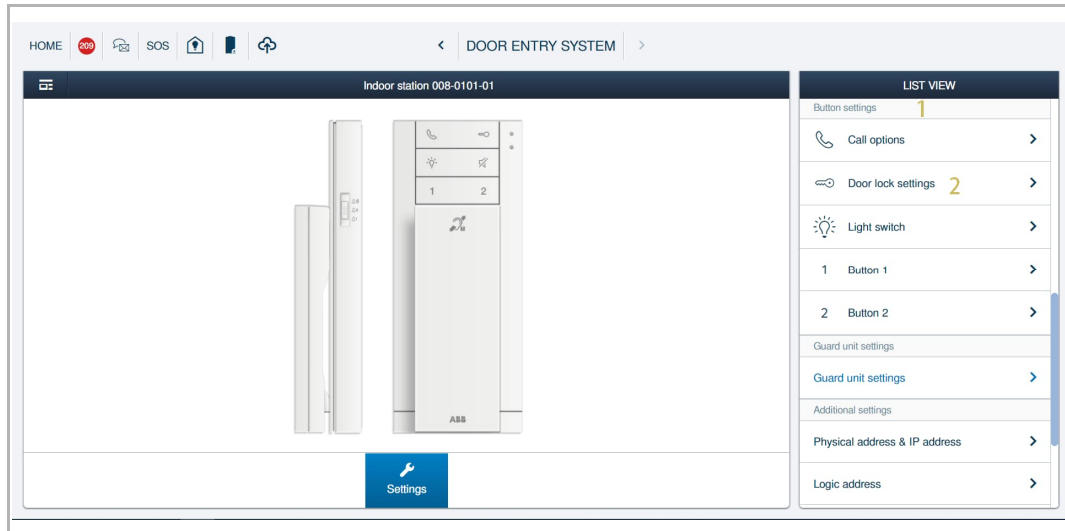 HOME 209 SOS DOOR ENTRY SYSTEM
Indoor station 008-0101-01
1 2
ABB
Settings
LIST VIEW
Button settings 1
Call options
Door lock settings 2
Light switch
1 Button 1
2 Button 2
Guard unit settings
Guard unit settings
Additional settings
Physical address & IP address
Logic address